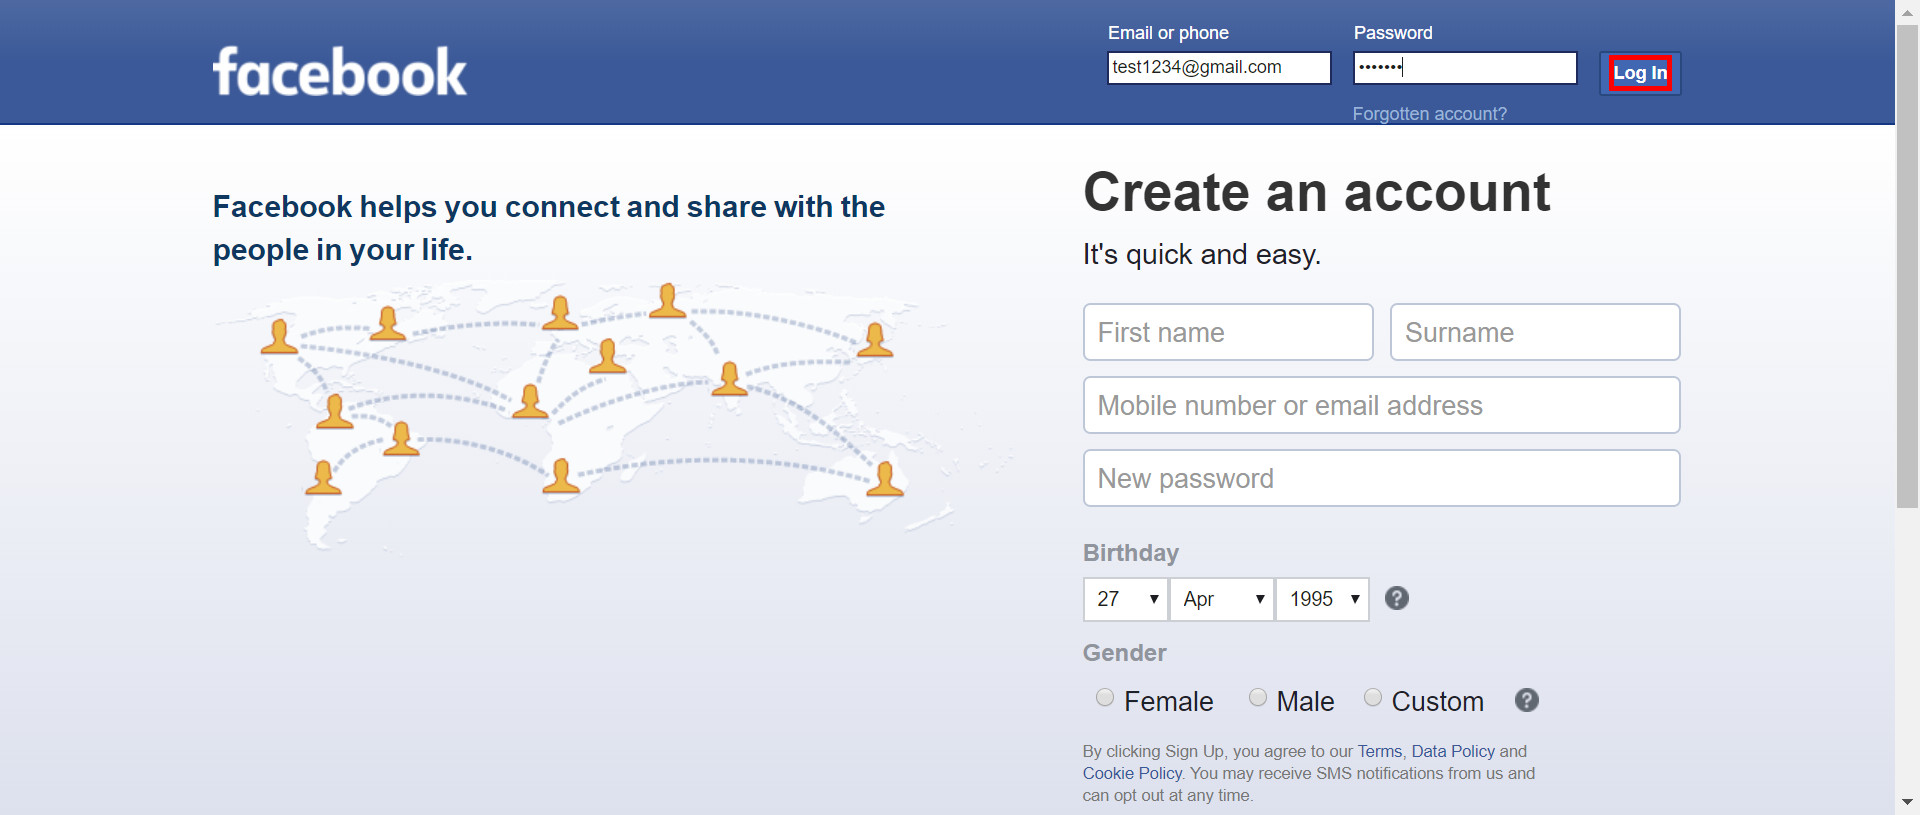 facebook
Email or phone
Password
test1234@gmail.com
•••••••
Log In
Forgotten account?
Facebook helps you connect and share with the
people in your life.
Create an account
It's quick and easy.
First name
Surname
Mobile number or email address
New password
Birthday
27
Apr
1995
?
Gender
Female
Male
Custom
?
By clicking Sign Up, you agree to our Terms, Data Policy and
Cookie Policy. You may receive SMS notifications from us and
can opt out at any time.